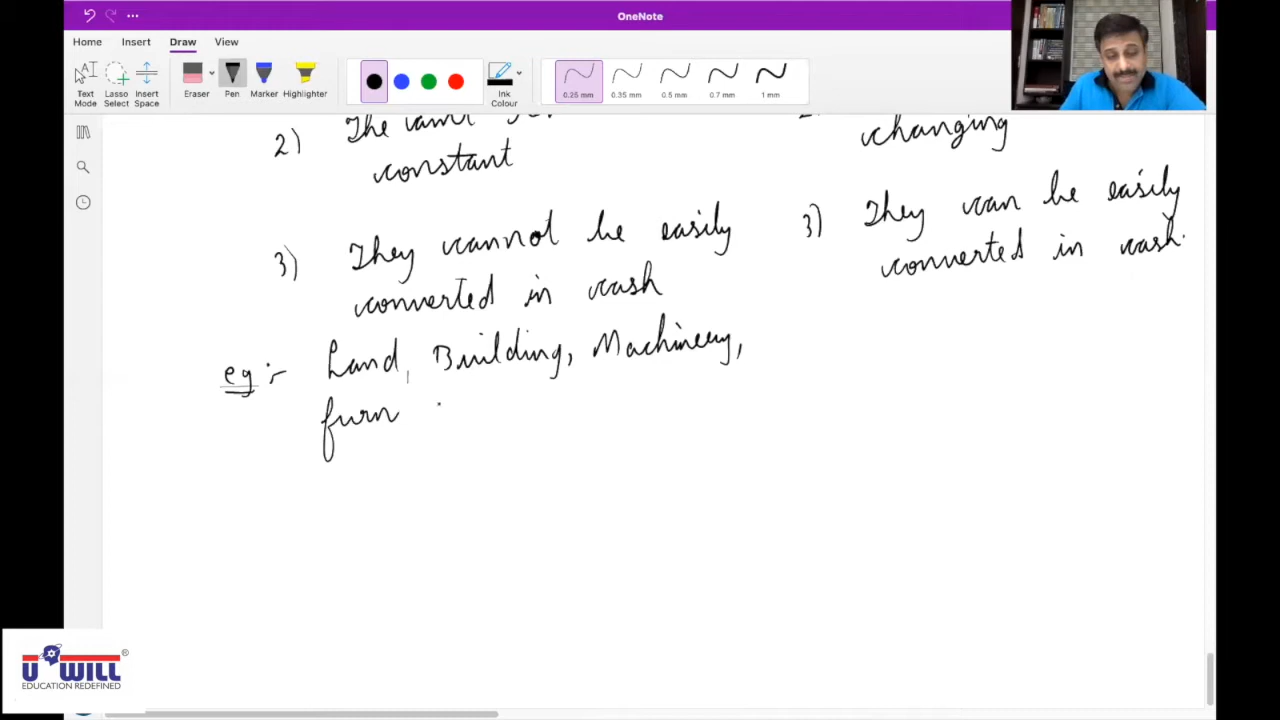 OneNote
Home Insert Draw View
Text Mode
Lasso Select
Insert Space
Eraser
Pen
Marker
Highlighter
Ink Colour
0.25 mm
0.35 mm
0.5 mm
0.7 mm
1 mm
2) The
constant
changing
3) They cannot be easily
converted in cash
3) They can be easily
converted in cash.
eg:- Land, Building, Machinery,
furn
U WILL
EDUCATION REDEFINED